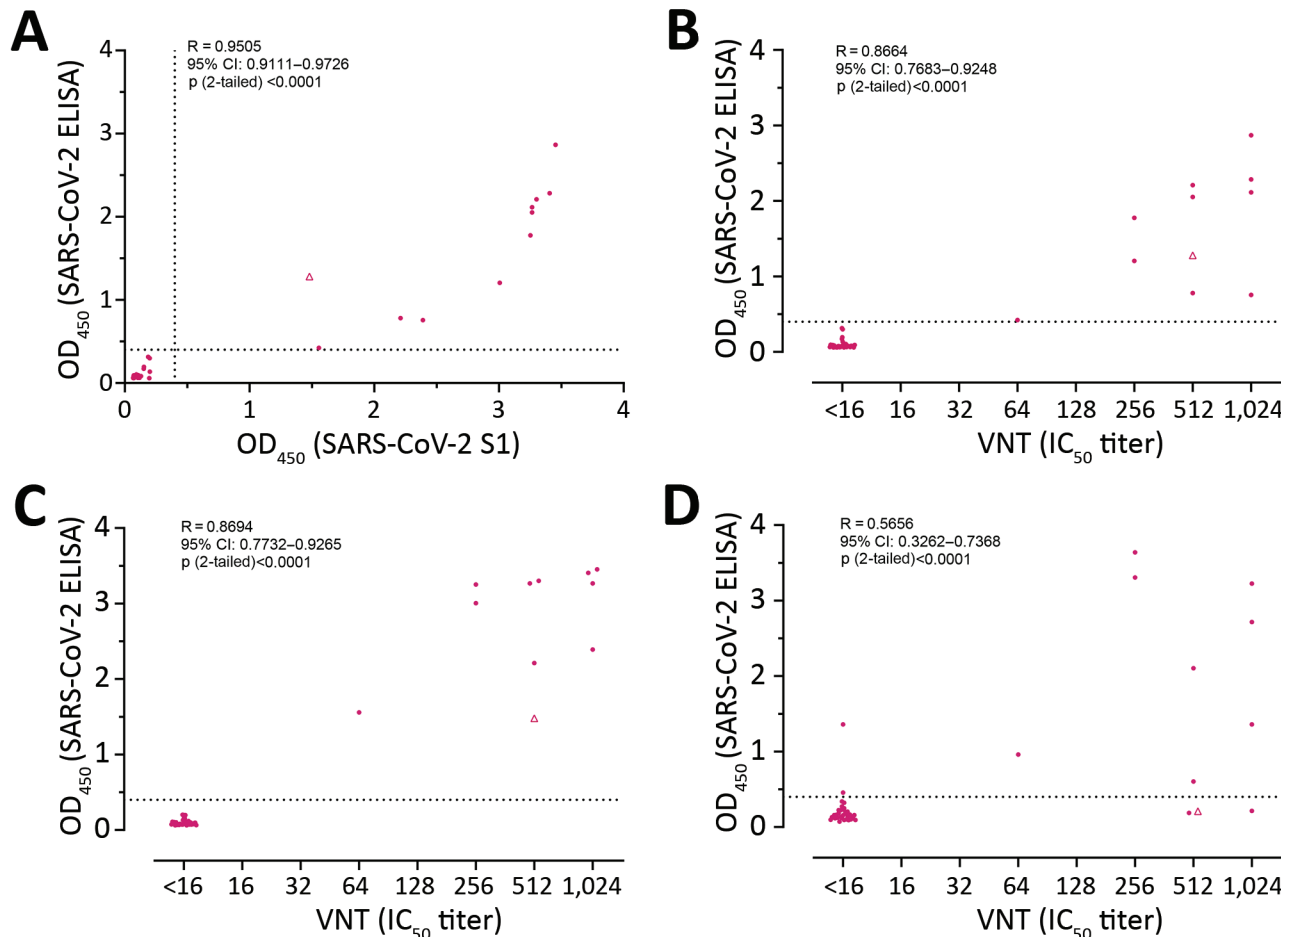 A
R = 0.9505
95% CI: 0.9111–0.9726
p (2-tailed) <0.0001
OD450 (SARS-CoV-2 ELISA)
4
3
2
1
0
0 1 2 3 4
OD450 (SARS-CoV-2 S1)
B
R = 0.8664
95% CI: 0.7683–0.9248
p (2-tailed)<0.0001
OD450 (SARS-CoV-2 ELISA)
4
3
2
1
0
<16 16 32 64 128 256 512 1,024
VNT (IC50 titer)
C
R = 0.8694
95% CI: 0.7732–0.9265
p (2-tailed)<0.0001
OD450 (SARS-CoV-2 ELISA)
4
3
2
1
0
<16 16 32 64 128 256 512 1,024
VNT (IC50 titer)
D
R = 0.5656
95% CI: 0.3262–0.7368
p (2-tailed)<0.0001
OD450 (SARS-CoV-2 ELISA)
4
3
2
1
0
<16 16 32 64 128 256 512 1,024
VNT (IC50 titer)